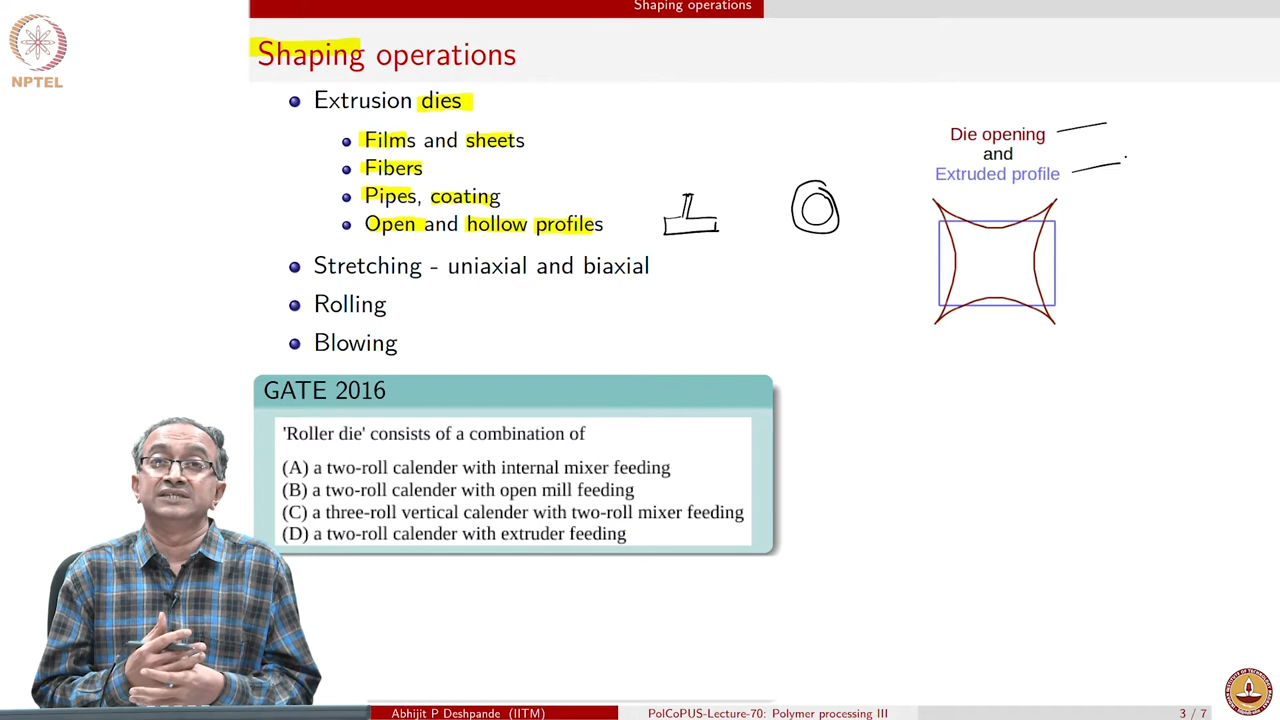 Shaping operations
NPTEL
Shaping operations
Extrusion dies
Films and sheets
Fibers
Pipes, coating
Open and hollow profiles
Stretching - uniaxial and biaxial
Rolling
Blowing
Die opening
and
Extruded profile
GATE 2016
'Roller die' consists of a combination of
(A) a two-roll calender with internal mixer feeding
(B) a two-roll calender with open mill feeding
(C) a three-roll vertical calender with two-roll mixer feeding
(D) a two-roll calender with extruder feeding
Abhijit P Deshpande (IITM)
PolCoPUS-Lecture-70: Polymer processing III
3 / 7